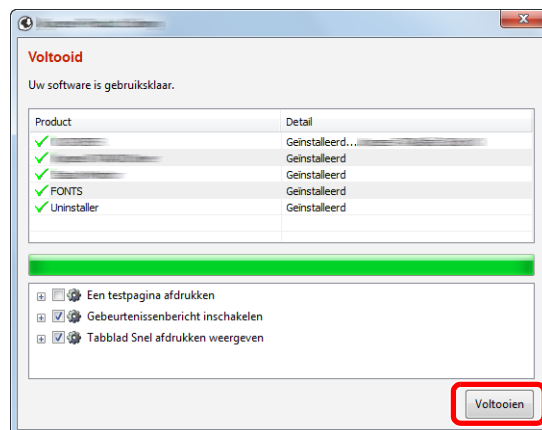 Voltooid
Uw software is gebruiksklaar.
Product Detail
Geïnstalleerd...
Geïnstalleerd
Geïnstalleerd
FONTS Geïnstalleerd
Uninstaller Geïnstalleerd
Een testpagina afdrukken
Gebeurtenissenbericht inschakelen
Tabblad Snel afdrukken weergeven
Voltooien